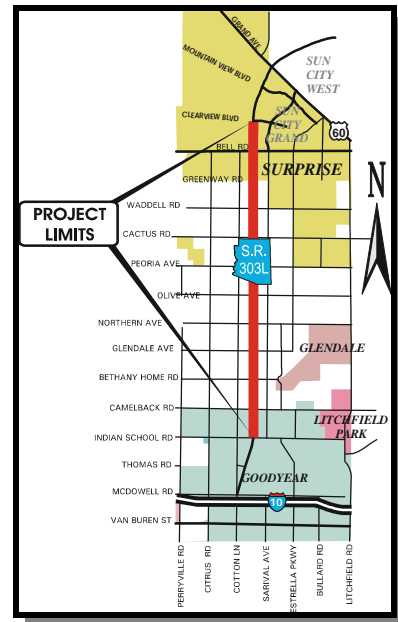 GRAND AVE
MOUNTAIN VIEW BLVD
SUN
CITY
WEST
CLEARVIEW BLVD
SUN
CITY
GRAND
60
BELL RD
SURPRISE
GREENWAY RD
N
WADDELL RD
PROJECT
LIMITS
CACTUS RD
S.R.
303L
PEORIA AVE
OLIVE AVE
NORTHERN AVE
GLENDALE AVE
GLENDALE
BETHANY HOME RD
CAMELBACK RD
LITCHFIELD
PARK
INDIAN SCHOOL RD
THOMAS RD
GOODYEAR
MCDOWELL RD
10
VAN BUREN ST
PERRYVILLE RD
CITRUS RD
COTTON LN
SARIVAL AVE
ESTRELLA PKWY
BULLARD RD
LITCHFIELD RD